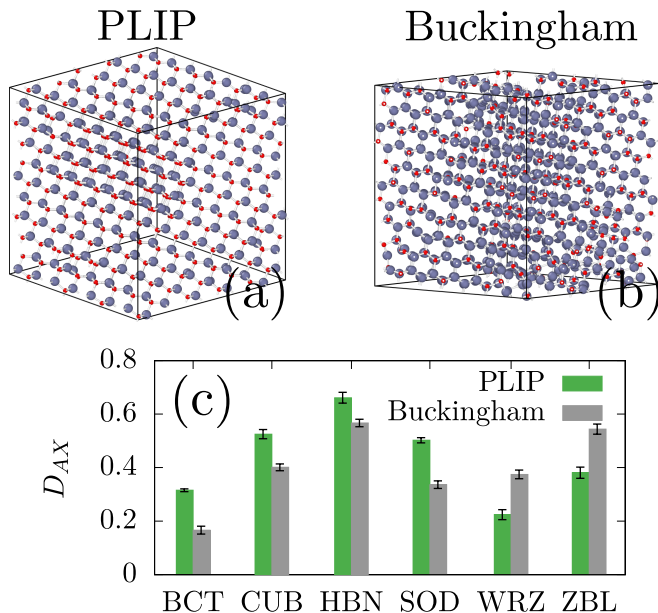 PLIP
Buckingham
(a)
(b)
(c)
PLIP
Buckingham
0.8
0.6
0.4
0.2
0
D_AX
BCT CUB HBN SOD WRZ ZBL